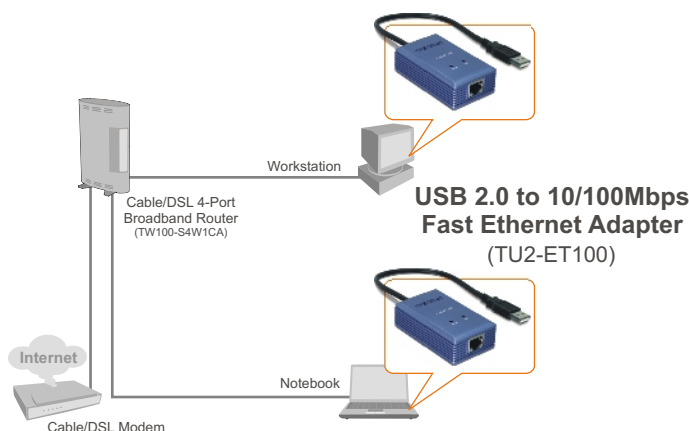 Workstation
Cable/DSL 4-Port
Broadband Router
(TW100-S4W1CA)
USB 2.0 to 10/100Mbps
Fast Ethernet Adapter
(TU2-ET100)
Internet
Notebook
Cable/DSL Modem